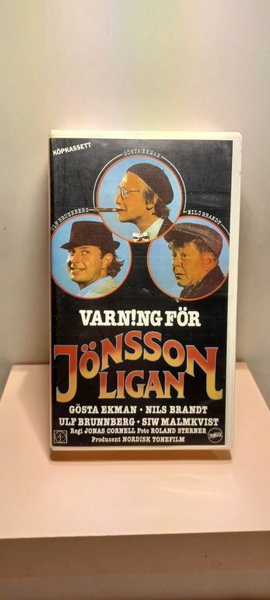 KÖPKASSETT
GÖSTA EKMAN
ULF BRUNNBERG
NILS BRANDT
VARN!NG FÖR
JÖNSSON
LIGAN
GÖSTA EKMAN · NILS BRANDT
ULF BRUNNBERG · SIW MALMKVIST
Regi JONAS CORNELL Foto ROLAND STERNER
Producent NORDISK TONEFILM